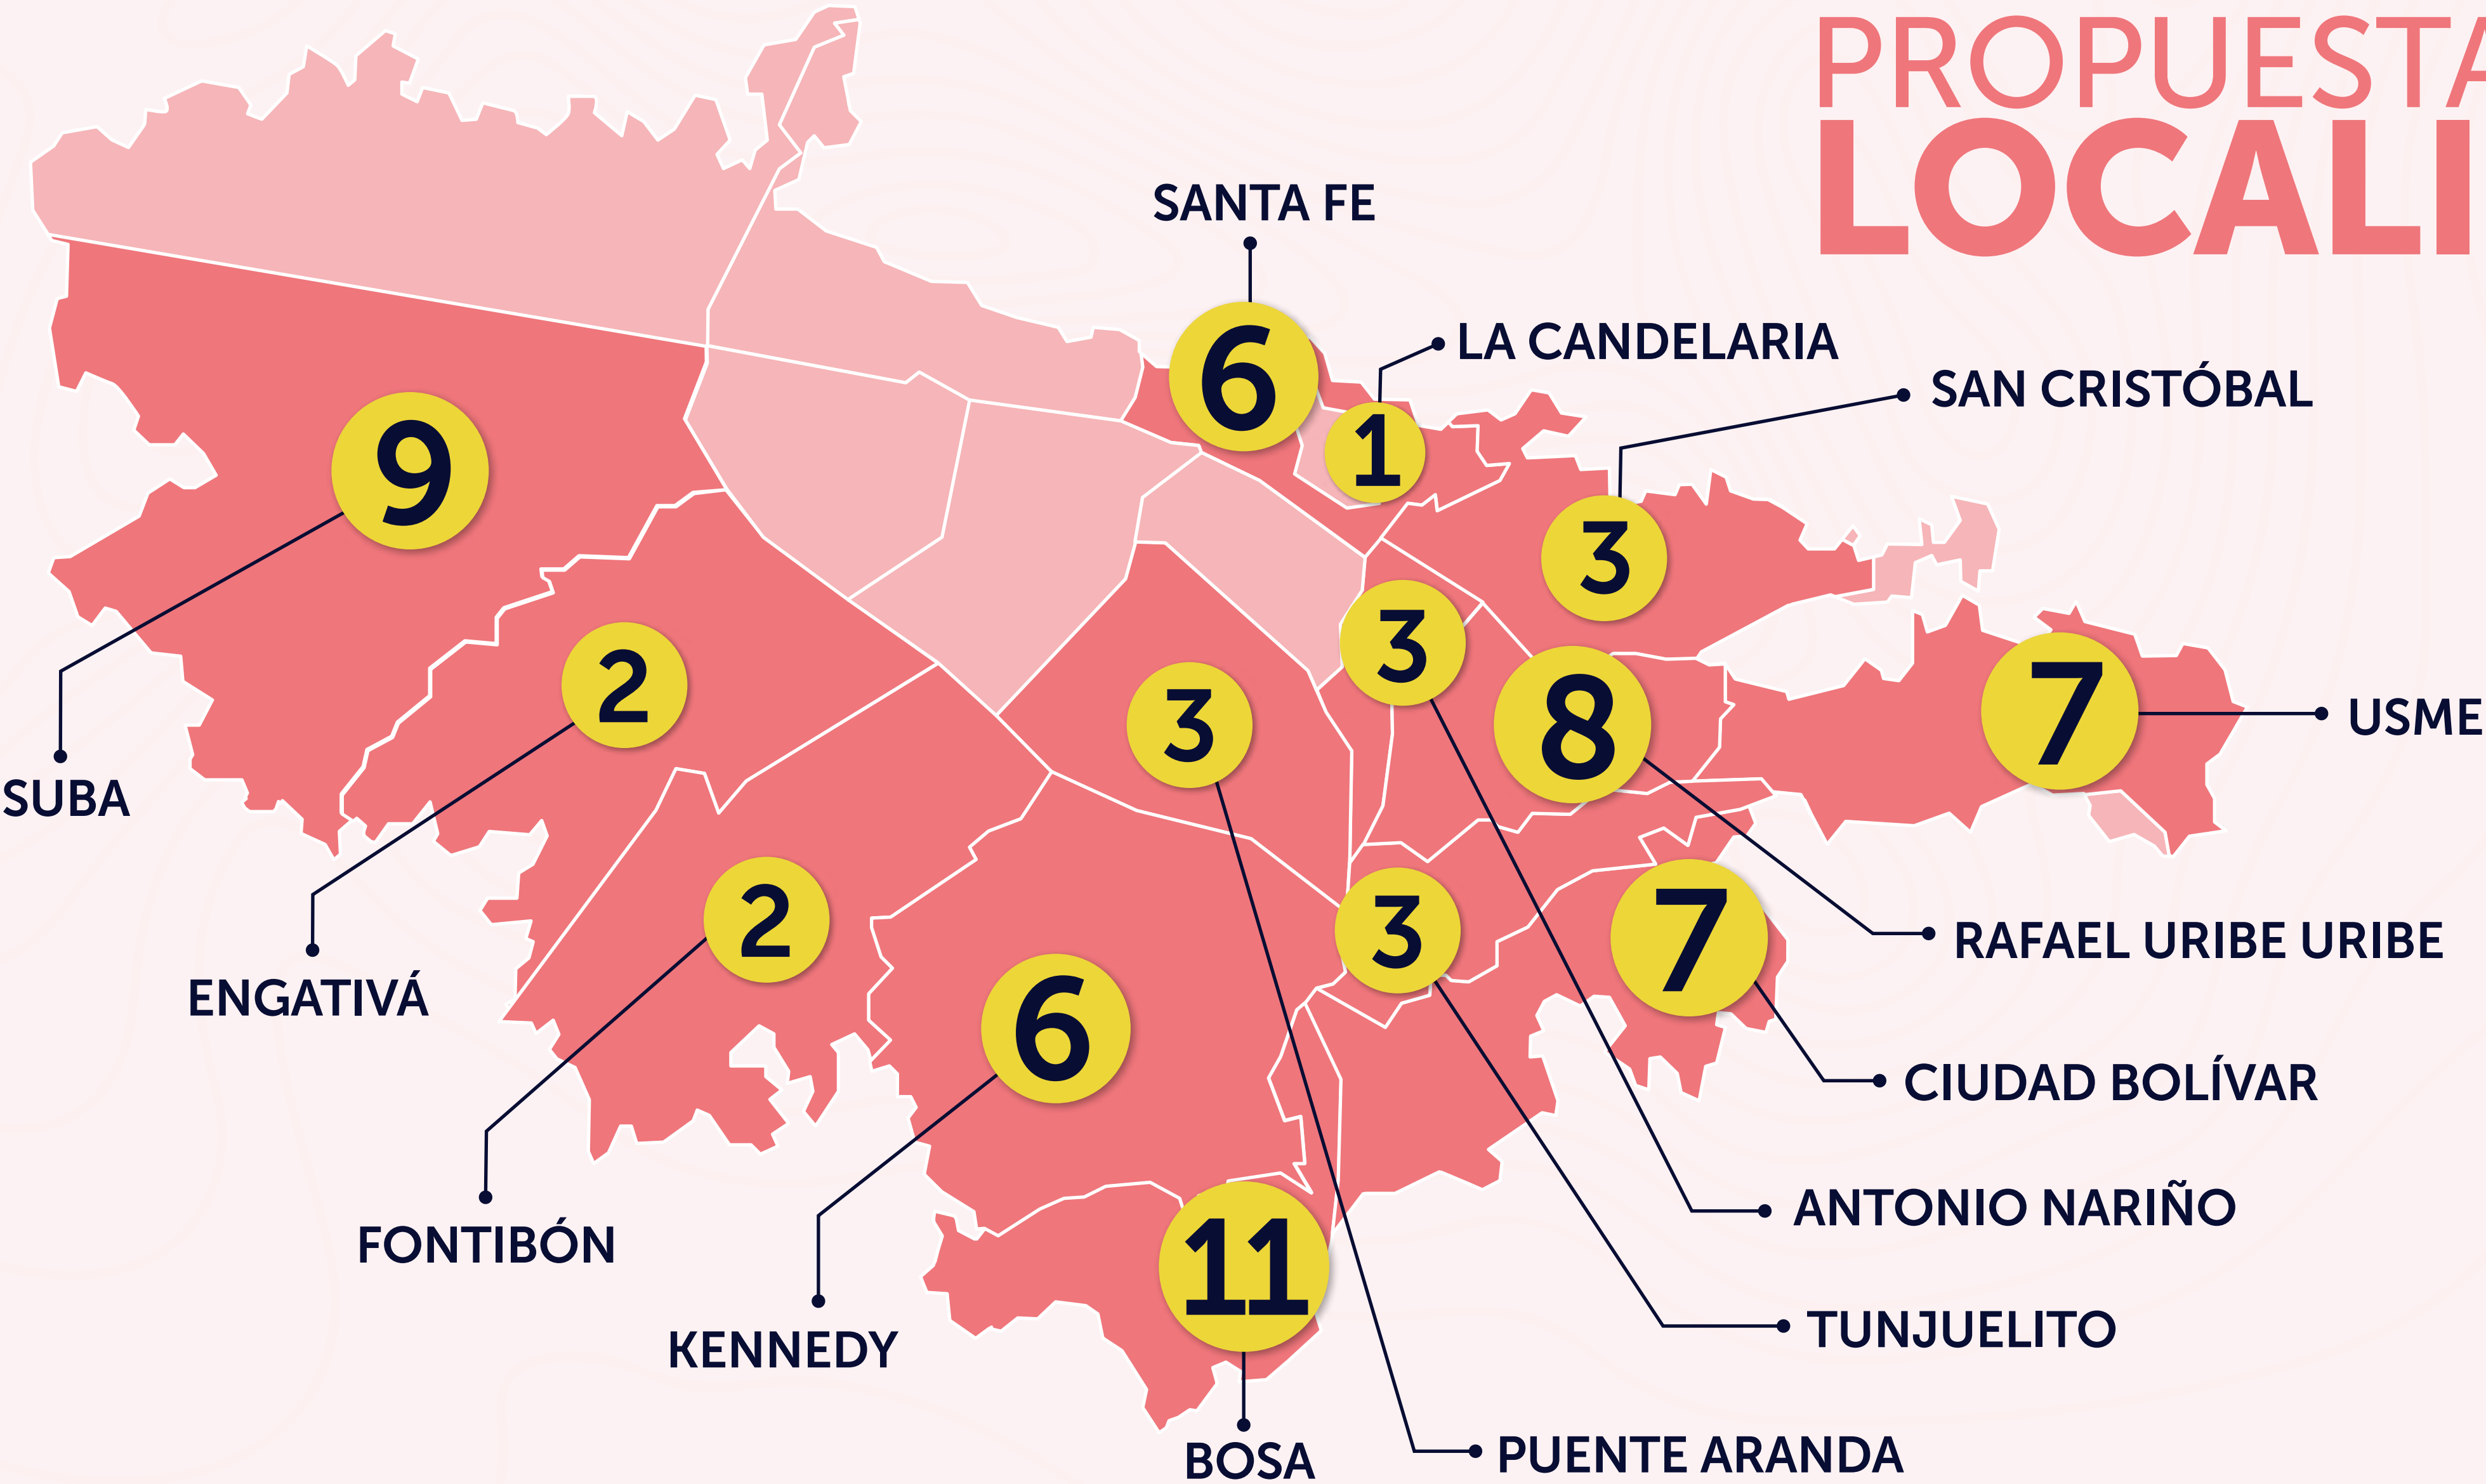 PROPUESTA
LOCALI
SANTA FE
6
LA CANDELARIA
1
SAN CRISTÓBAL
3
9
SUBA
2
ENGATIVÁ
3
3
8
7
USME
2
FONTIBÓN
6
KENNEDY
3
7
RAFAEL URIBE URIBE
CIUDAD BOLÍVAR
ANTONIO NARIÑO
11
BOSA
TUNJUELITO
PUENTE ARANDA